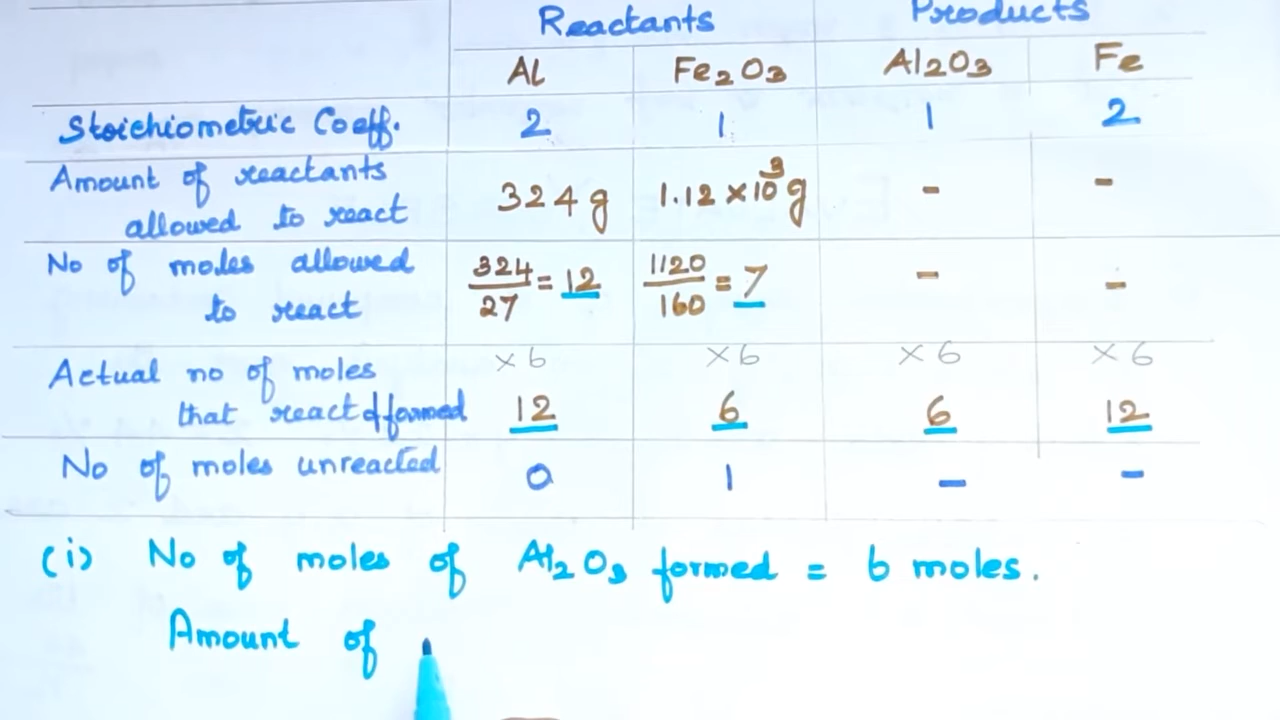 Reactants Products
Al Fe₂O₃ Al₂O₃ Fe
Stoichiometric Coeff. 2 1 1 2
Amount of reactants
allowed to react 324 g 1.12 × 10³ g - -
No of moles allowed
to react 324/27 = 12 1120/160 = 7 - -
× 6 × 6 × 6 × 6
Actual no of moles
that react & formed 12 6 6 12
No of moles unreacted 0 1 - -
(i) No of moles of Al₂O₃ formed = 6 moles.
Amount of